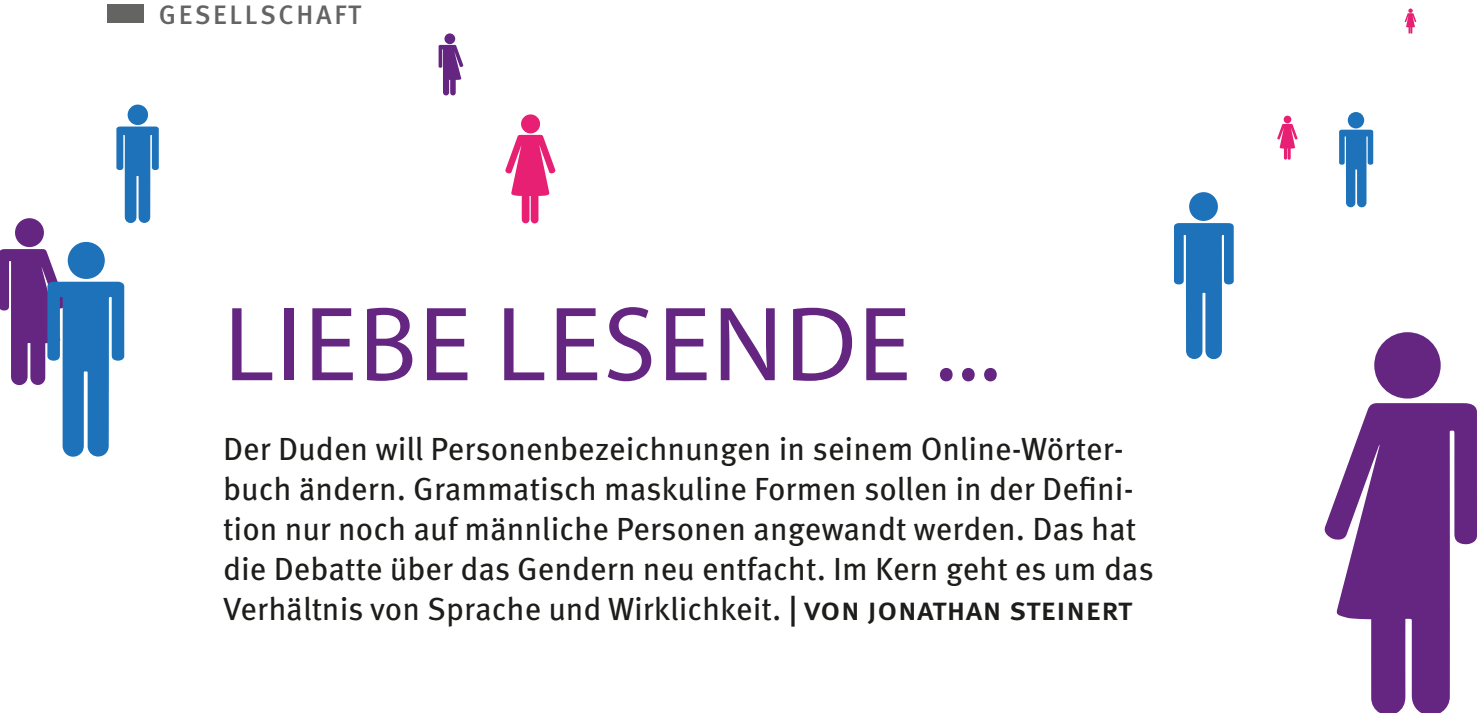 GESELLSCHAFT
LIEBE LESENDE ...
Der Duden will Personenbezeichnungen in seinem Online-Wörter-
buch ändern. Grammatisch maskuline Formen sollen in der Defini-
tion nur noch auf männliche Personen angewandt werden. Das hat
die Debatte über das Gendern neu entfacht. Im Kern geht es um das
Verhältnis von Sprache und Wirklichkeit. | VON JONATHAN STEINERT